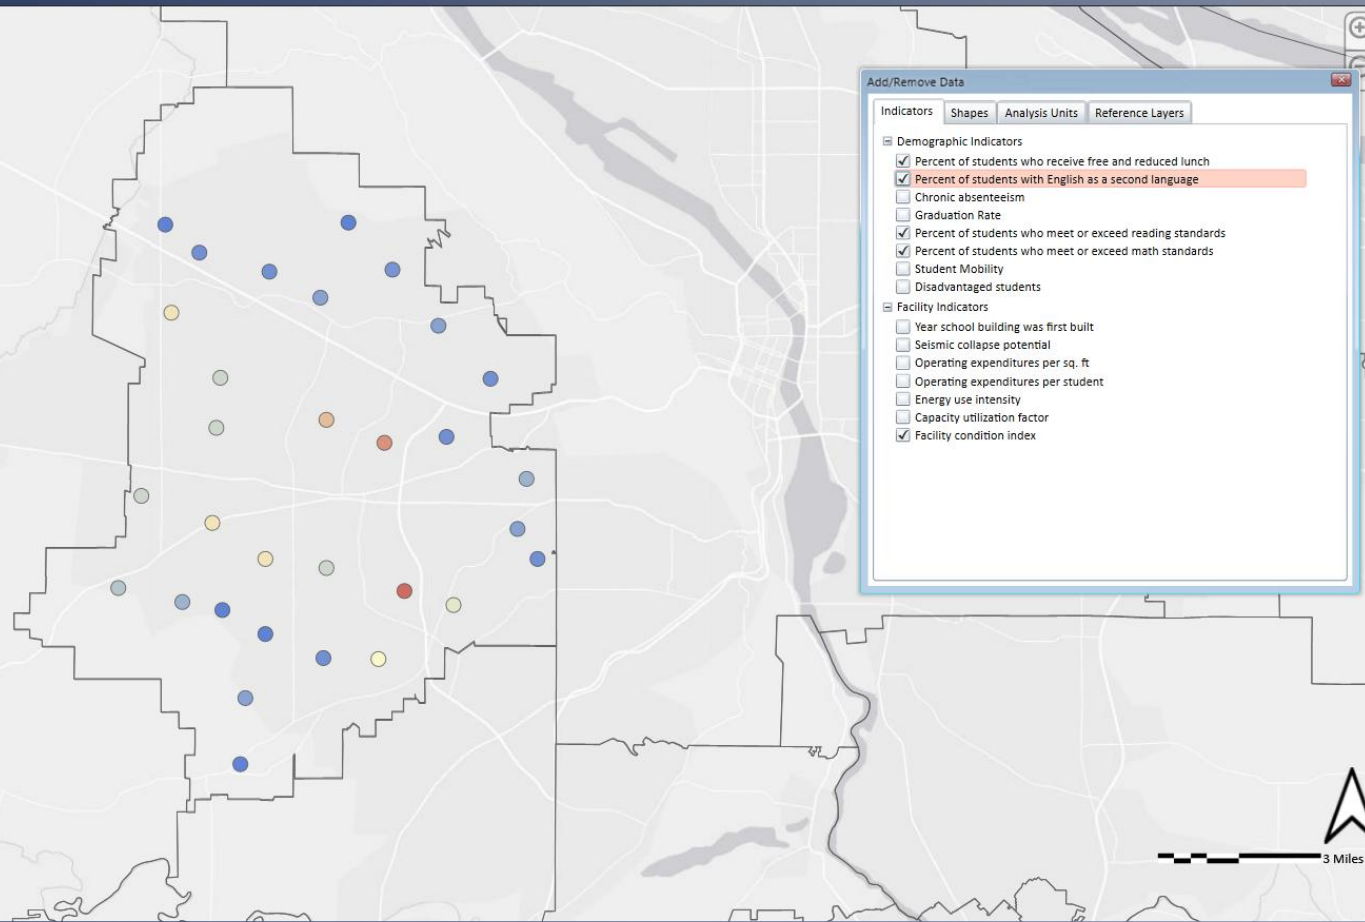 Add/Remove Data
Indicators Shapes Analysis Units Reference Layers
Demographic Indicators
Percent of students who receive free and reduced lunch
Percent of students with English as a second language
Chronic absenteeism
Graduation Rate
Percent of students who meet or exceed reading standards
Percent of students who meet or exceed math standards
Student Mobility
Disadvantaged students
Facility Indicators
Year school building was first built
Seismic collapse potential
Operating expenditures per sq. ft
Operating expenditures per student
Energy use intensity
Capacity utilization factor
Facility condition index
3 Miles